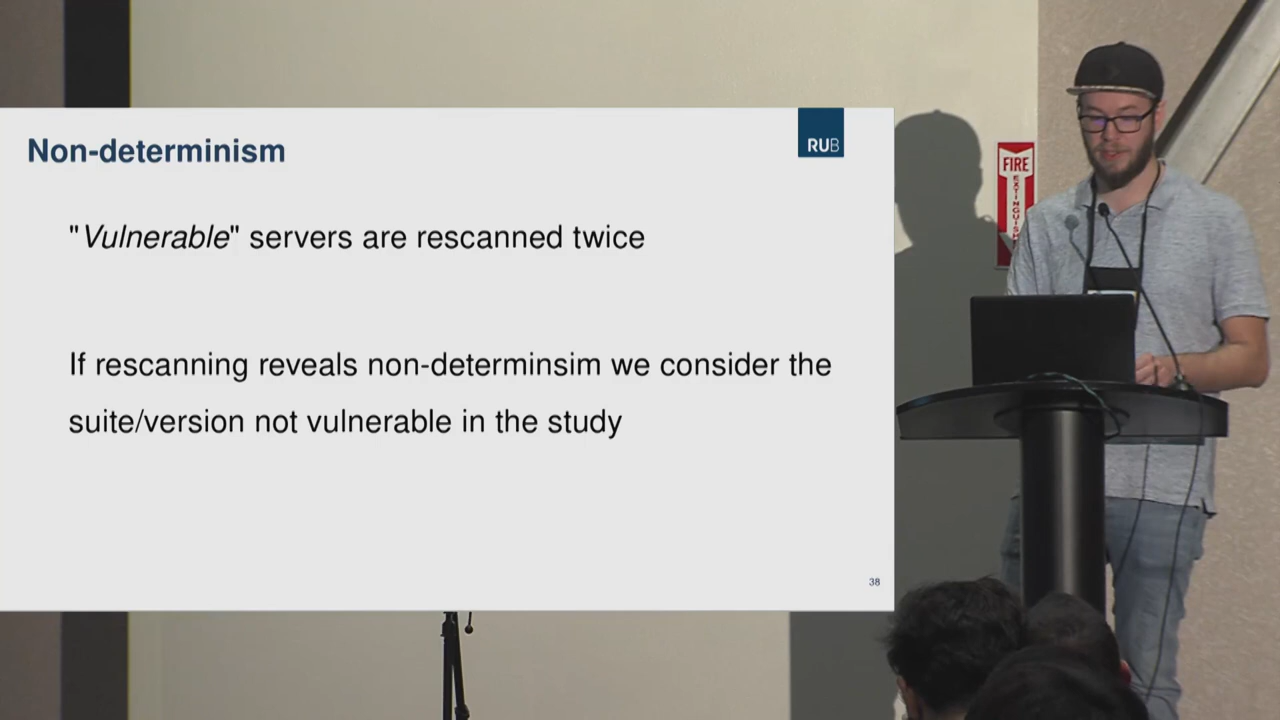 Non-determinism
RUB
"Vulnerable" servers are rescanned twice
If rescanning reveals non-determinsim we consider the
suite/version not vulnerable in the study
38
FIRE
EXTINGUISH